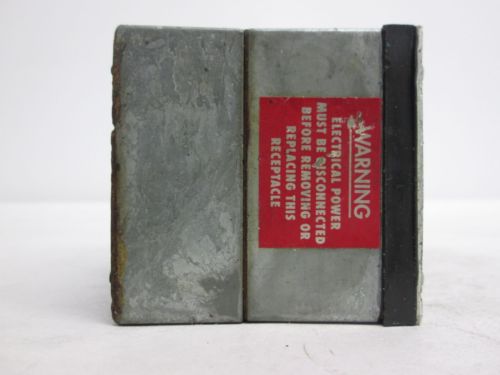 WARNING
ELECTRICAL POWER
MUST BE DISCONNECTED
BEFORE REMOVING OR
REPLACING THIS
RECEPTACLE